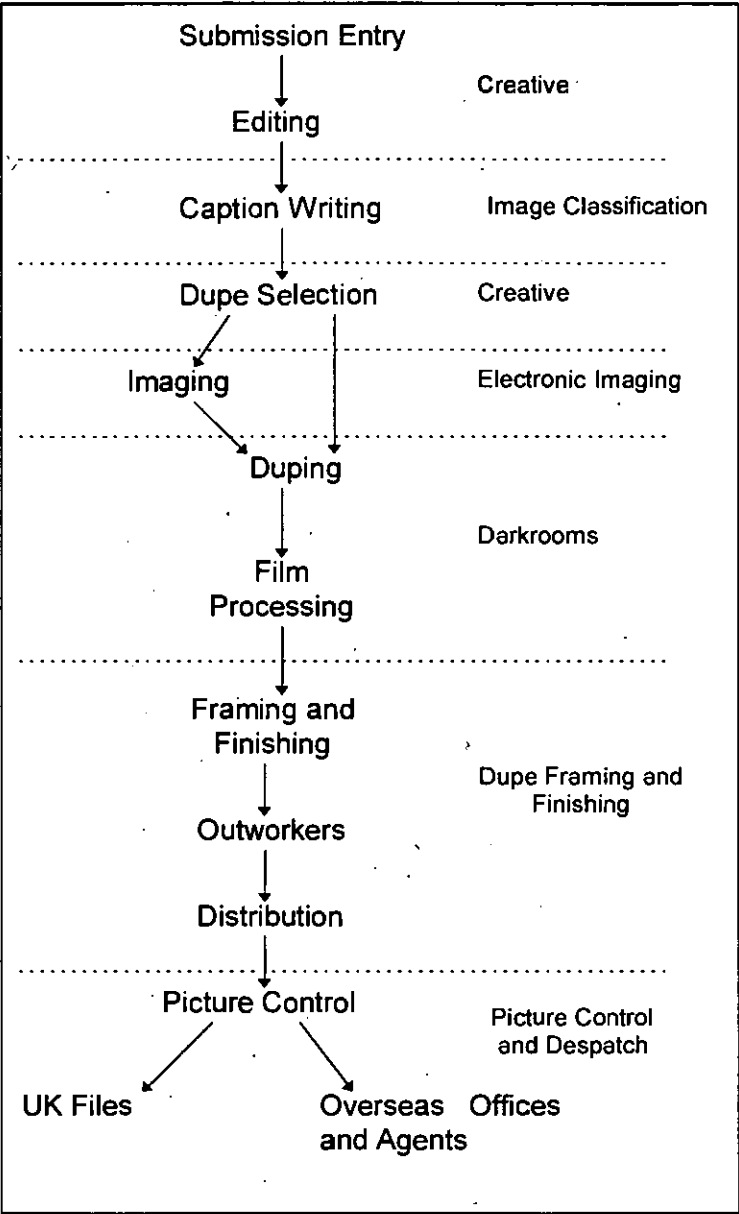 Submission Entry
Creative
Editing
Caption Writing
Image Classification
Dupe Selection
Creative
Imaging
Electronic Imaging
Duping
Darkrooms
Film
Processing
Framing and
Finishing
Dupe Framing and
Finishing
Outworkers
Distribution
Picture Control
Picture Control
and Despatch
UK Files
Overseas Offices
and Agents